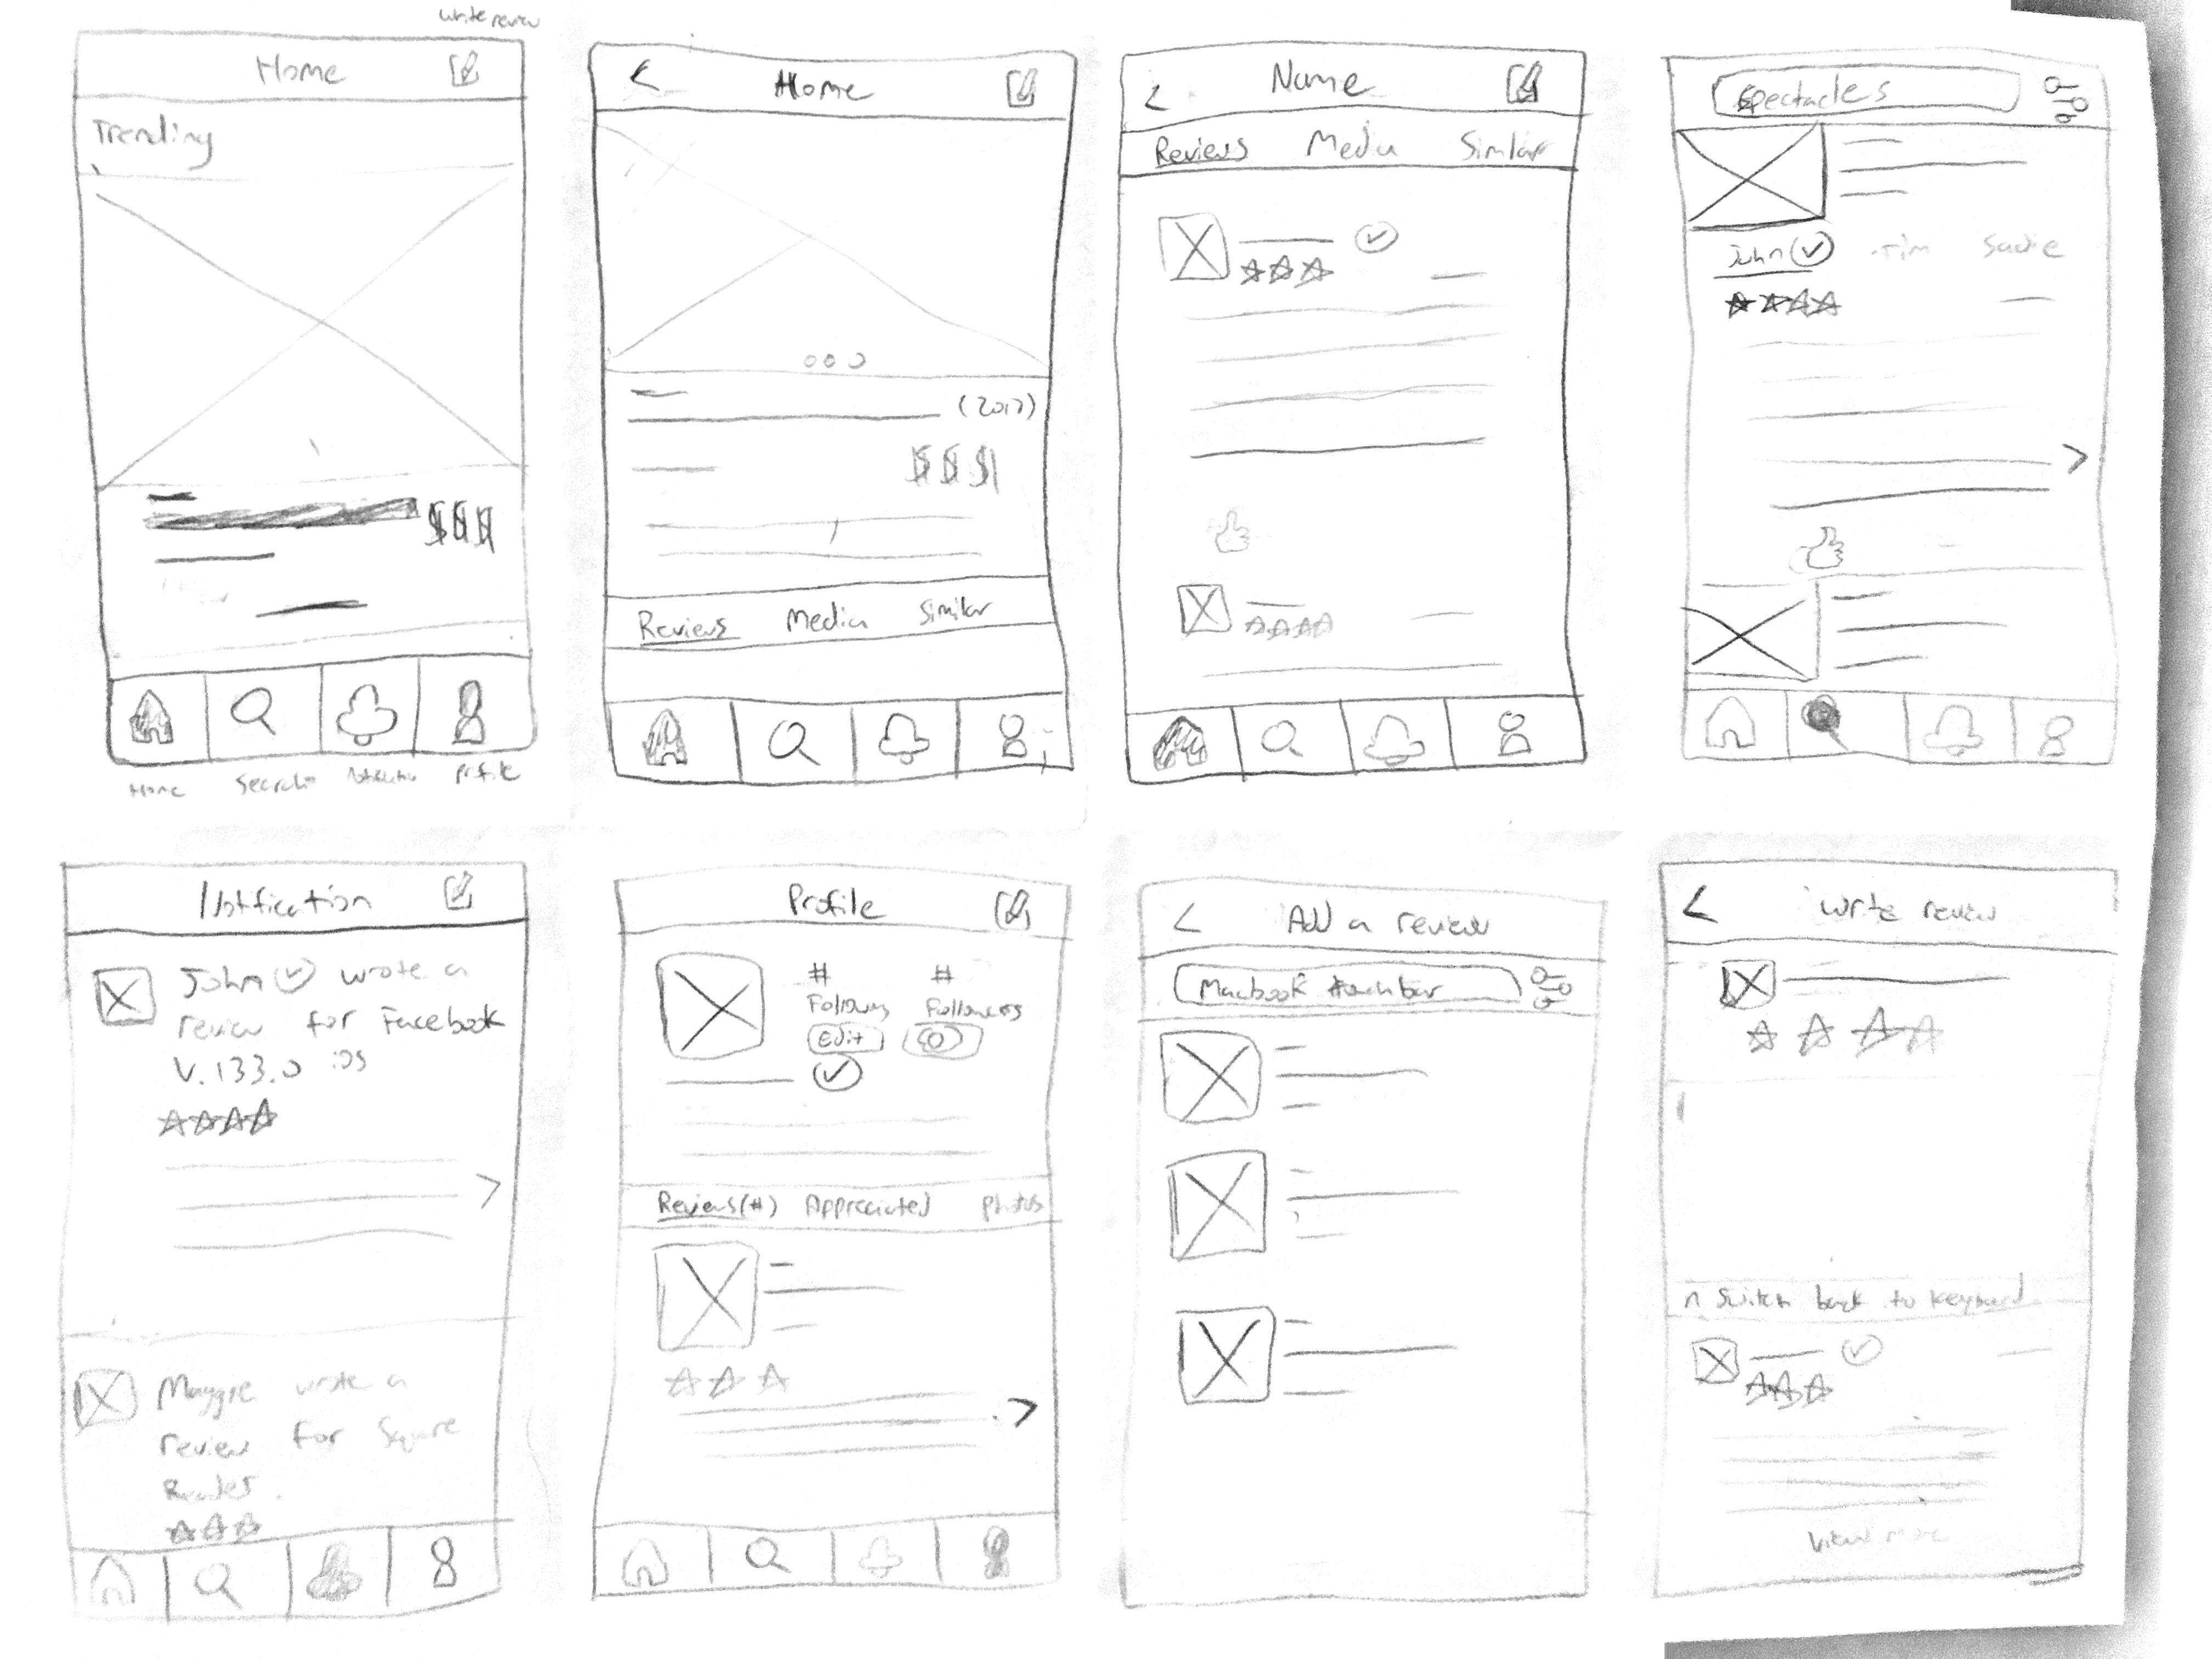 write review
Home
Trending
$$$
Home
Search
Profile
Home
(2017)
$$$
Reviews Media Similar
Name
Reviews Media Similar
Spectacles
John Tim Sadie
Notification
John wrote a
review for Facebook
V.133.0 iOS
Maggie wrote a
review for Square
Reader
Profile
# #
Following Followers
Edit
Reviews(#) Appreciated photos
Add a review
Macbook touchbar
write review
Switch back to keyboard
View more